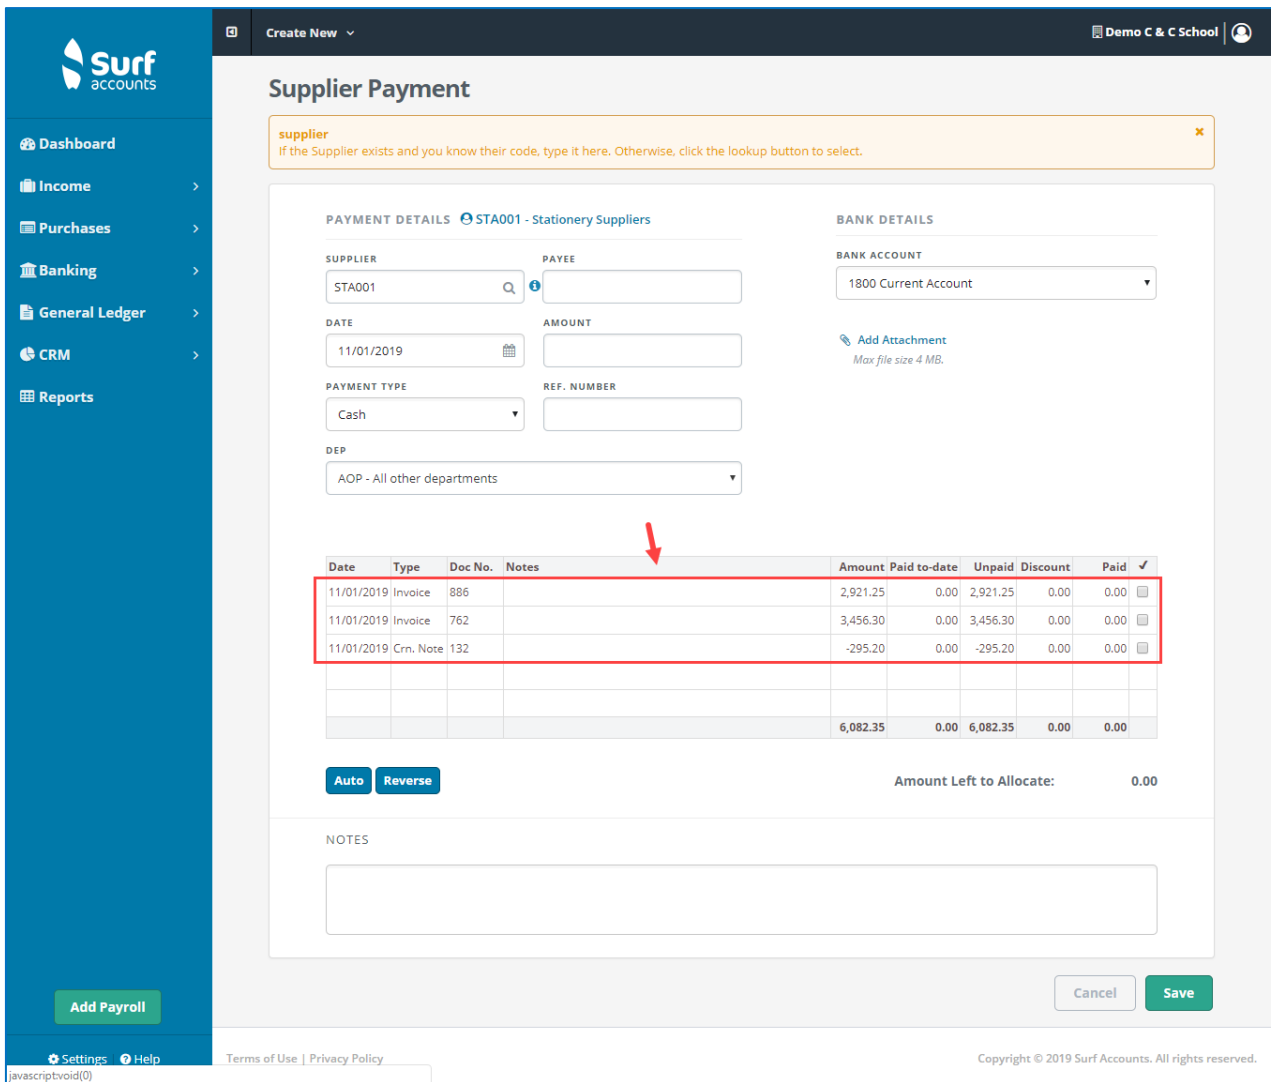 Surf
accounts
Create New
Demo C & C School
Dashboard
Income
Purchases
Banking
General Ledger
CRM
Reports
Add Payroll
Settings
Help
javascript:void(0)
Supplier Payment
supplier
If the Supplier exists and you know their code, type it here. Otherwise, click the lookup button to select.
PAYMENT DETAILS STA001 - Stationery Suppliers
BANK DETAILS
SUPPLIER PAYEE
STA001
BANK ACCOUNT
1800 Current Account
DATE AMOUNT
11/01/2019
Add Attachment
Max file size 4 MB.
PAYMENT TYPE REF. NUMBER
Cash
DEP
AOP - All other departments
Date Type Doc No. Notes Amount Paid to-date Unpaid Discount Paid ✓
11/01/2019 Invoice 886 2,921.25 0.00 2,921.25 0.00 0.00
11/01/2019 Invoice 762 3,456.30 0.00 3,456.30 0.00 0.00
11/01/2019 Crn. Note 132 -295.20 0.00 -295.20 0.00 0.00
6,082.35 0.00 6,082.35 0.00 0.00
Auto Reverse Amount Left to Allocate: 0.00
NOTES
Cancel Save
Terms of Use | Privacy Policy Copyright © 2019 Surf Accounts. All rights reserved.